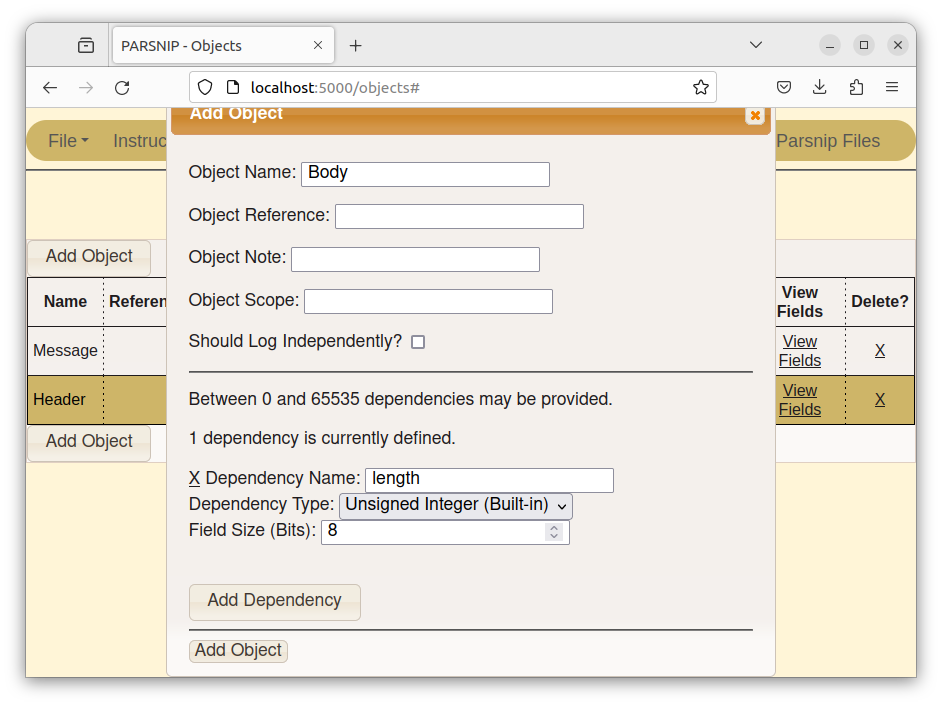 PARSNIP - Objects
localhost:5000/objects#
Add Object
File Instruc Parsnip Files
Object Name: Body
Object Reference:
Add Object
Object Note:
Object Scope:
Name Referen View Fields Delete?
Should Log Independently?
Message View Fields X
Header View Fields X
Between 0 and 65535 dependencies may be provided.
1 dependency is currently defined.
Add Object
X Dependency Name: length
Dependency Type: Unsigned Integer (Built-in)
Field Size (Bits): 8
Add Dependency
Add Object